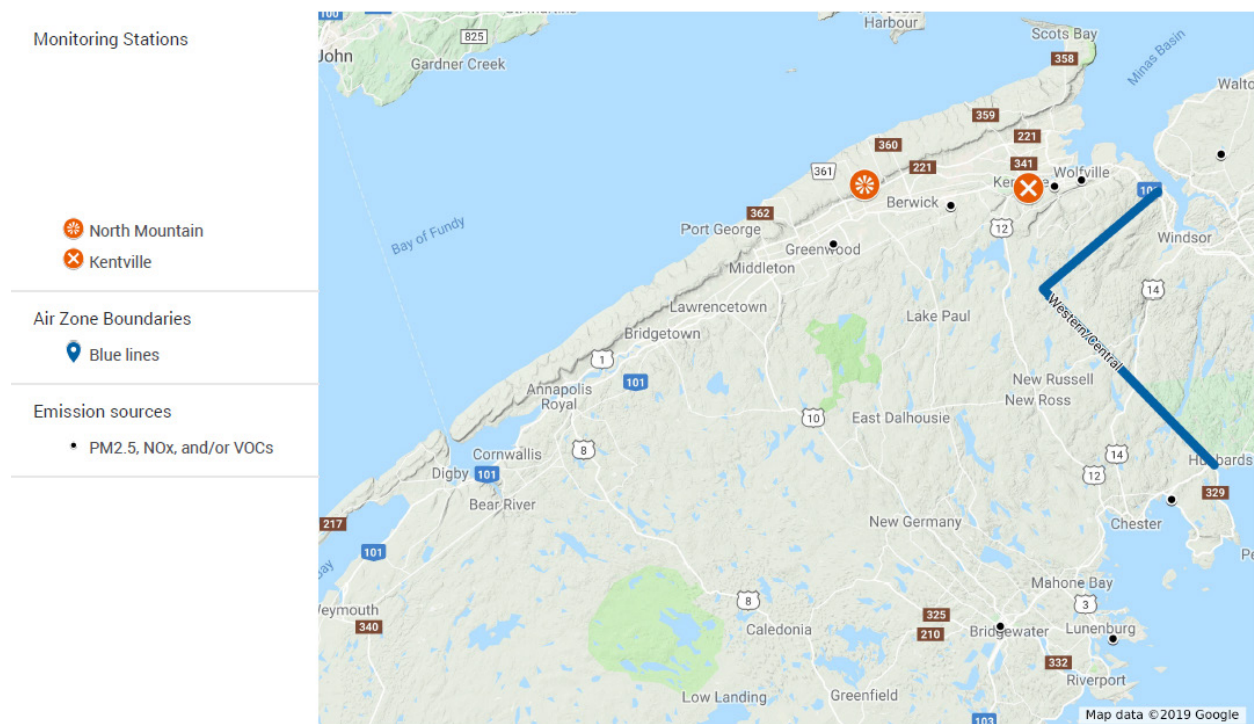 Monitoring Stations
North Mountain
Kentville
Air Zone Boundaries
Blue lines
Emission sources
PM2.5, NOx, and/or VOCs
100
825
Gardner Creek
John
Harbour
Scots Bay
358
Minas Basin
Walton
359
360
221
221
361
341
Wolfville
Berwick
362
Port George
Bay of Fundy
12
Greenwood
Windsor
Middleton
14
Lawrencetown
Lake Paul
Western/Central
Bridgetown
1
101
New Russell
New Ross
Annapolis
Royal
10
East Dalhousie
8
14
Cornwallis
Hubbards
Digby
101
12
329
Bear River
Chester
217
New Germany
101
Bay
Mahone Bay
8
3
325
Weymouth
340
Caledonia
210
Bridgewater
Lunenburg
332
Riverport
Low Landing
Greenfield
103
Map data ©2019 Google